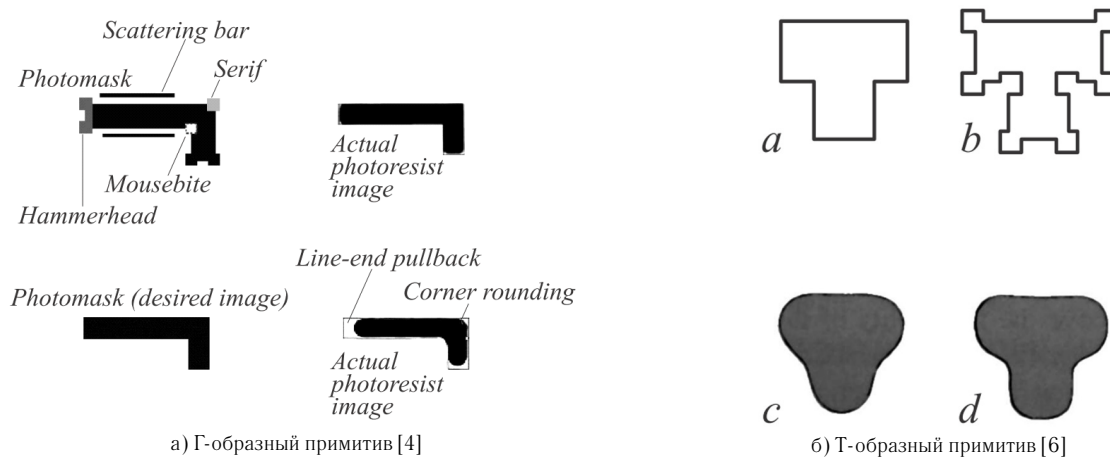 Scattering bar
Photomask
Serif
Actual
photoresist
image
Mousebite
Hammerhead
Line-end pullback
Photomask (desired image)
Corner rounding
Actual
photoresist
image
а) Г-образный примитив [4]
a
b
c
d
б) Т-образный примитив [6]